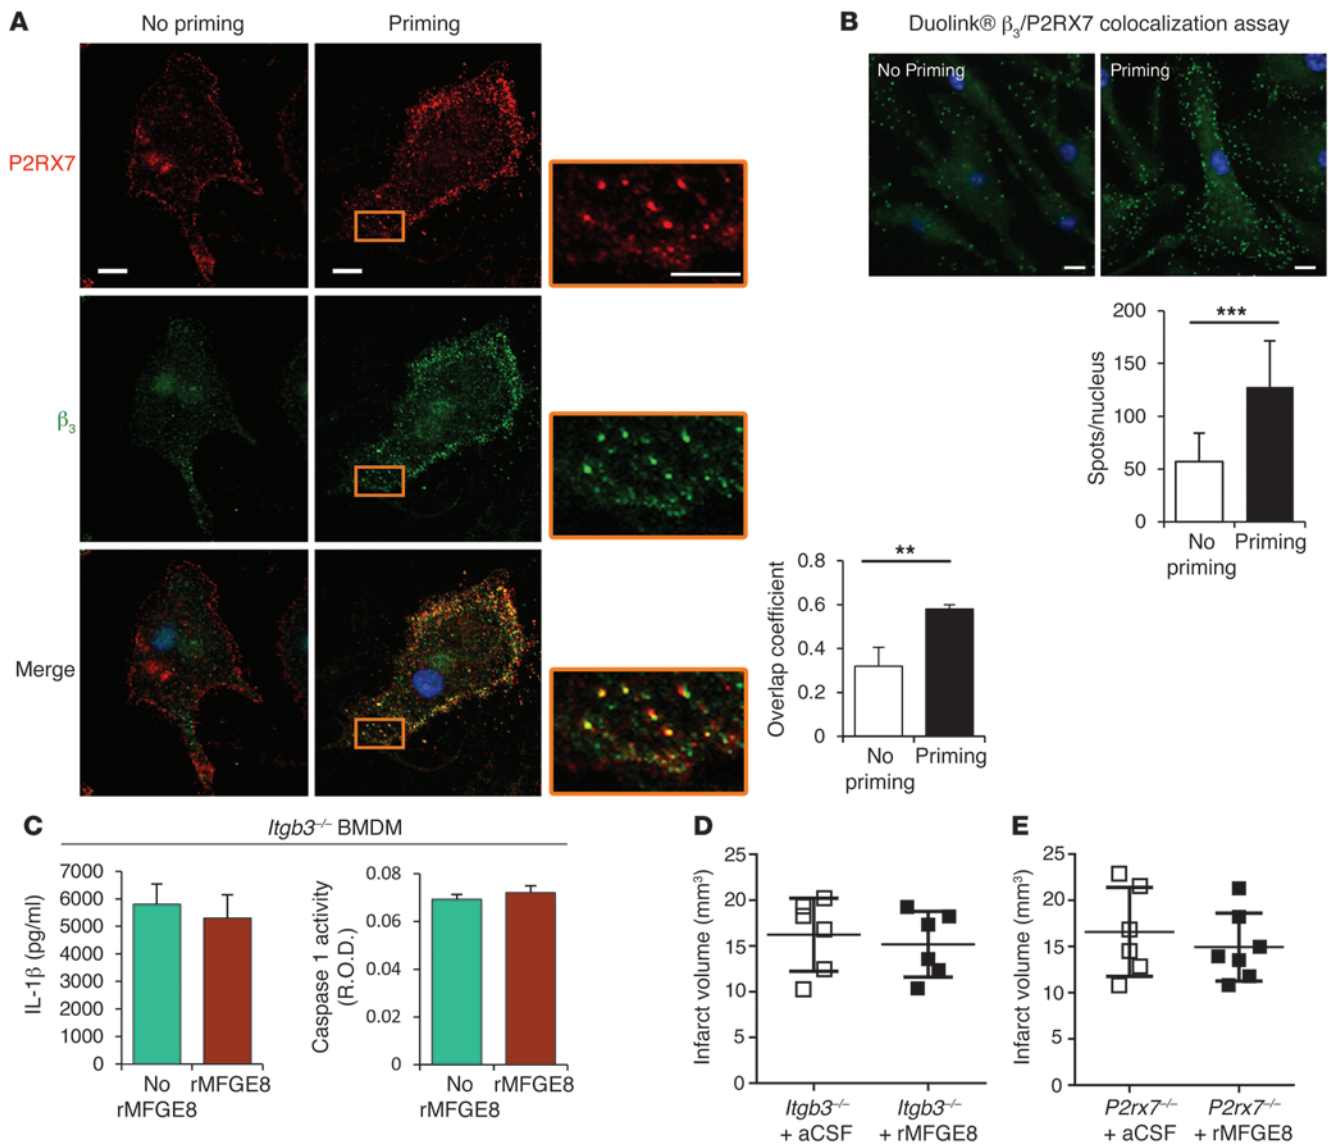 A
No priming
Priming
P2RX7
β3
Merge
Overlap coefficient
0.8
0.6
0.4
0.2
0
**
No
priming
Priming
B
Duolink® β3/P2RX7 colocalization assay
No Priming
Priming
Spots/nucleus
200
150
100
50
0
***
No
priming
Priming
C
Itgb3–/– BMDM
IL-1β (pg/ml)
7000
6000
5000
4000
3000
2000
1000
0
No
rMFGE8
rMFGE8
Caspase 1 activity
(R.O.D.)
0.08
0.06
0.04
0.02
0
No
rMFGE8
rMFGE8
D
Infarct volume (mm3)
25
20
15
10
5
0
Itgb3–/–
+ aCSF
Itgb3–/–
+ rMFGE8
E
Infarct volume (mm3)
25
20
15
10
5
0
P2rx7–/–
+ aCSF
P2rx7–/–
+ rMFGE8